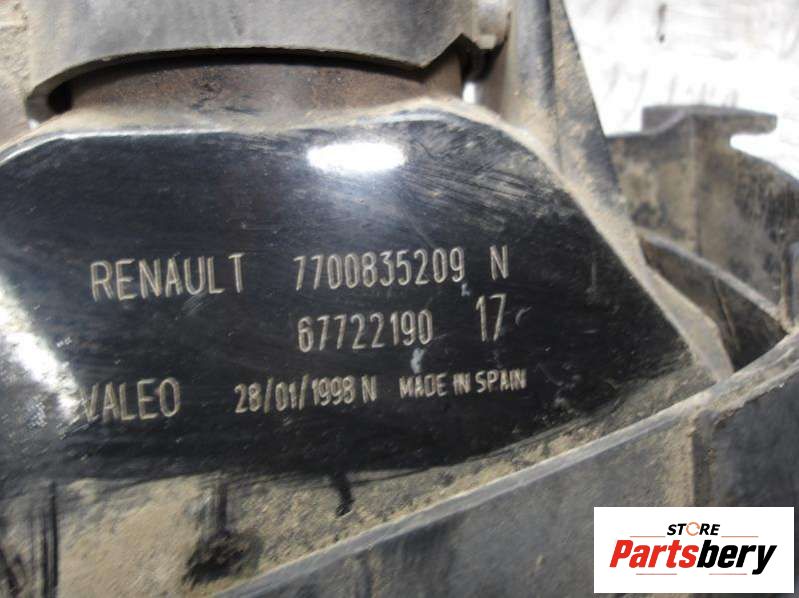 RENAULT 7700835209 N
67722190 17
VALEO 28/01/1998 N MADE IN SPAIN
STORE
Partsbery